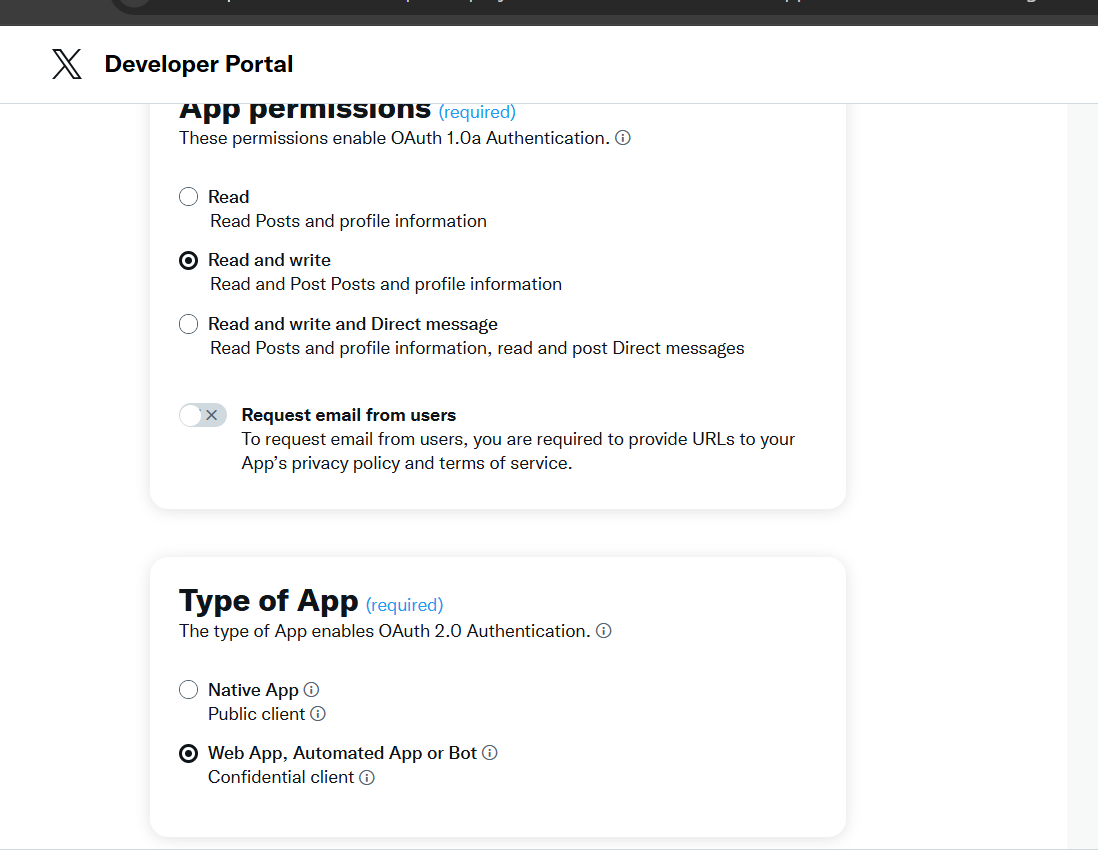 Developer Portal
App permissions (required)
These permissions enable OAuth 1.0a Authentication.
Read
Read Posts and profile information
Read and write
Read and Post Posts and profile information
Read and write and Direct message
Read Posts and profile information, read and post Direct messages
Request email from users
To request email from users, you are required to provide URLs to your
App’s privacy policy and terms of service.
Type of App (required)
The type of App enables OAuth 2.0 Authentication.
Native App
Public client
Web App, Automated App or Bot
Confidential client